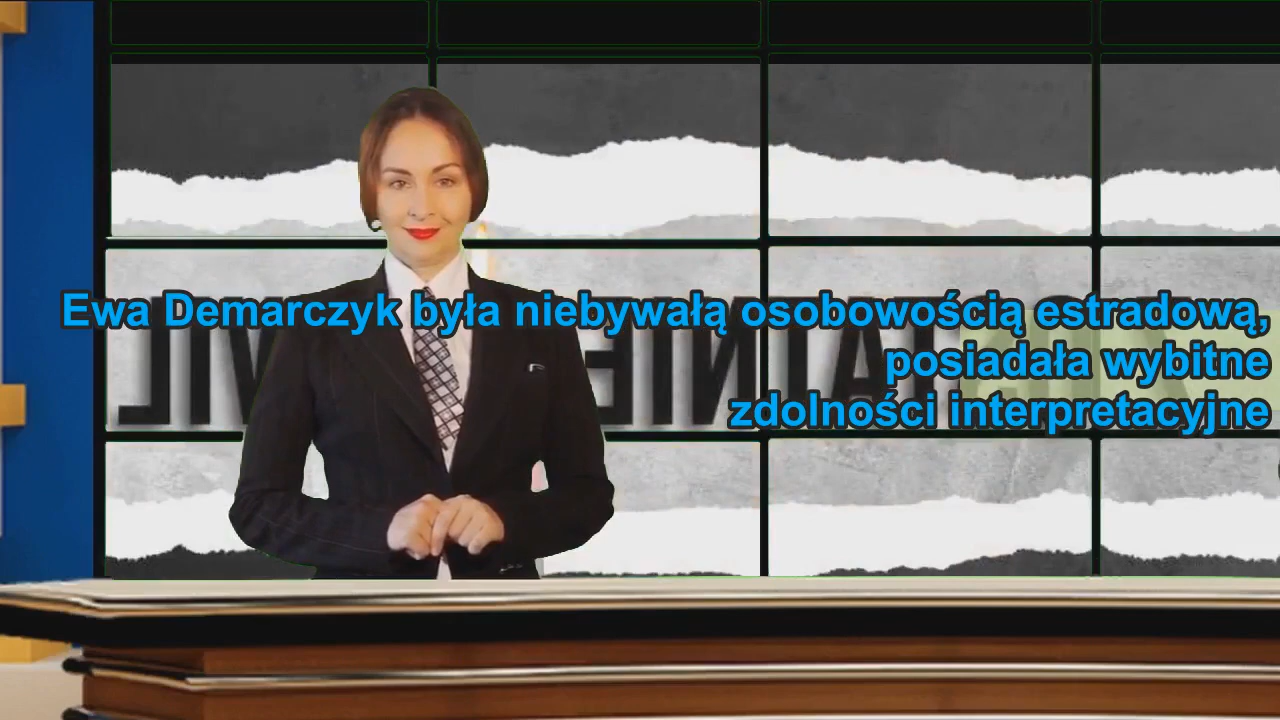 Ewa Demarczyk była niebywałą osobowością estradową,
posiadała wybitne
zdolności interpretacyjne